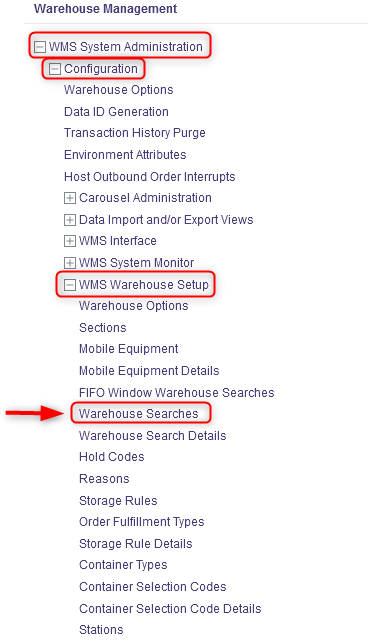 Warehouse Management
WMS System Administration
Configuration
Warehouse Options
Data ID Generation
Transaction History Purge
Environment Attributes
Host Outbound Order Interrupts
Carousel Administration
Data Import and/or Export Views
WMS Interface
WMS System Monitor
WMS Warehouse Setup
Warehouse Options
Sections
Mobile Equipment
Mobile Equipment Details
FIFO Window Warehouse Searches
Warehouse Searches
Warehouse Search Details
Hold Codes
Reasons
Storage Rules
Order Fulfillment Types
Storage Rule Details
Container Types
Container Selection Codes
Container Selection Code Details
Stations